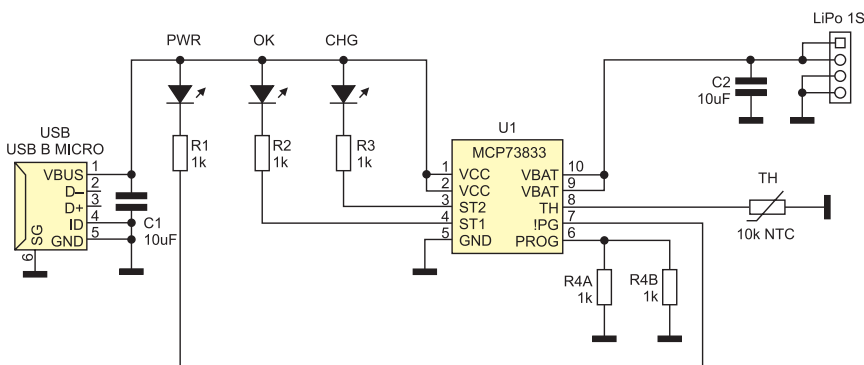 LiPo 1S
PWR
OK
CHG
C2
10uF
USB
USB B MICRO
R1
1k
R2
1k
R3
1k
U1
MCP73833
1
VBUS
2
D–
3
D+
4
ID
5
GND
6
SG
C1
10uF
1
VCC
2
VCC
3
ST2
4
ST1
5
GND
10
VBAT
9
VBAT
8
TH
7
!PG
6
PROG
TH
10k NTC
R4A
1k
R4B
1k